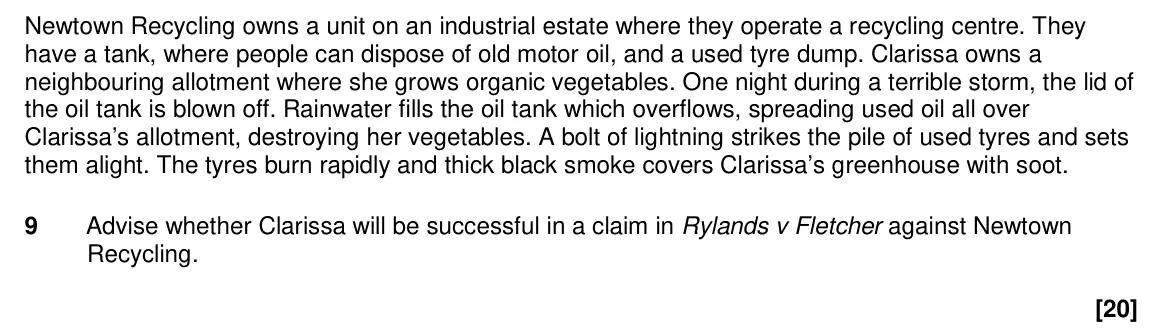 Newtown Recycling owns a unit on an industrial estate where they operate a recycling centre. They
have a tank, where people can dispose of old motor oil, and a used tyre dump. Clarissa owns a
neighbouring allotment where she grows organic vegetables. One night during a terrible storm, the lid of
the oil tank is blown off. Rainwater fills the oil tank which overflows, spreading used oil all over
Clarissa's allotment, destroying her vegetables. A bolt of lightning strikes the pile of used tyres and sets
them alight. The tyres burn rapidly and thick black smoke covers Clarissa's greenhouse with soot.
9 Advise whether Clarissa will be successful in a claim in Rylands v Fletcher against Newtown
Recycling.
[20]